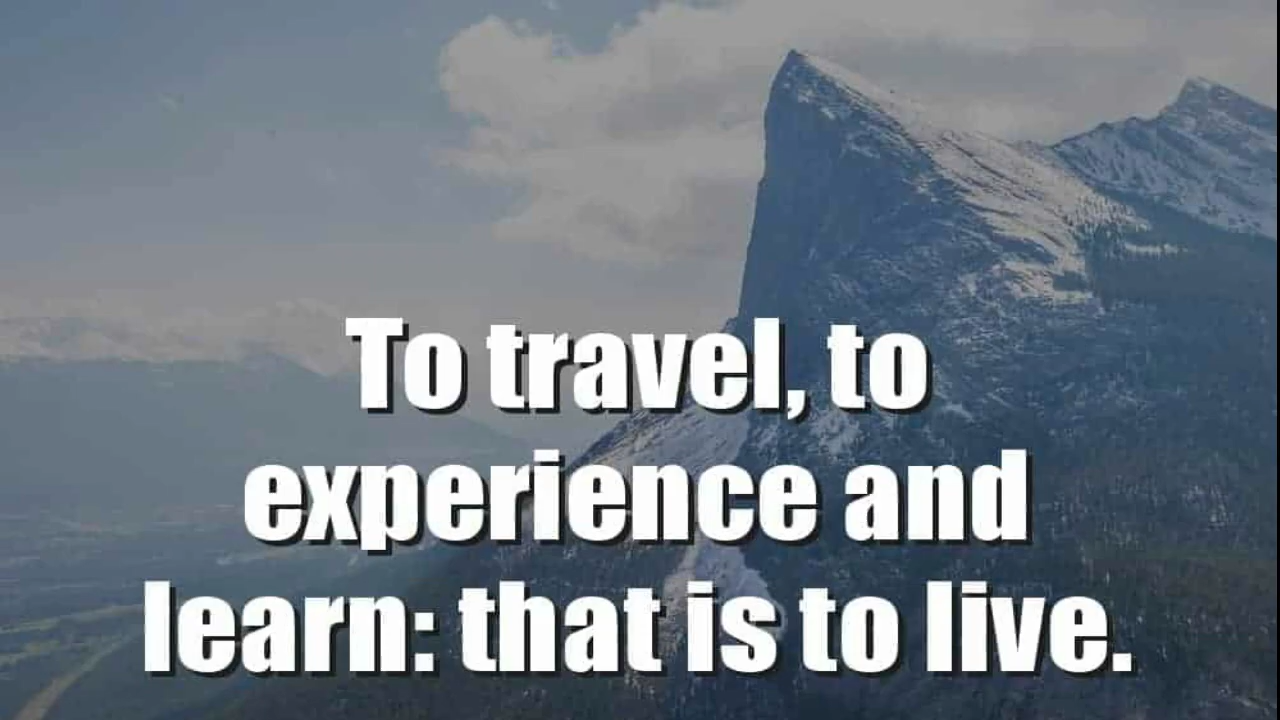 To travel, to
experience and
learn: that is to live.